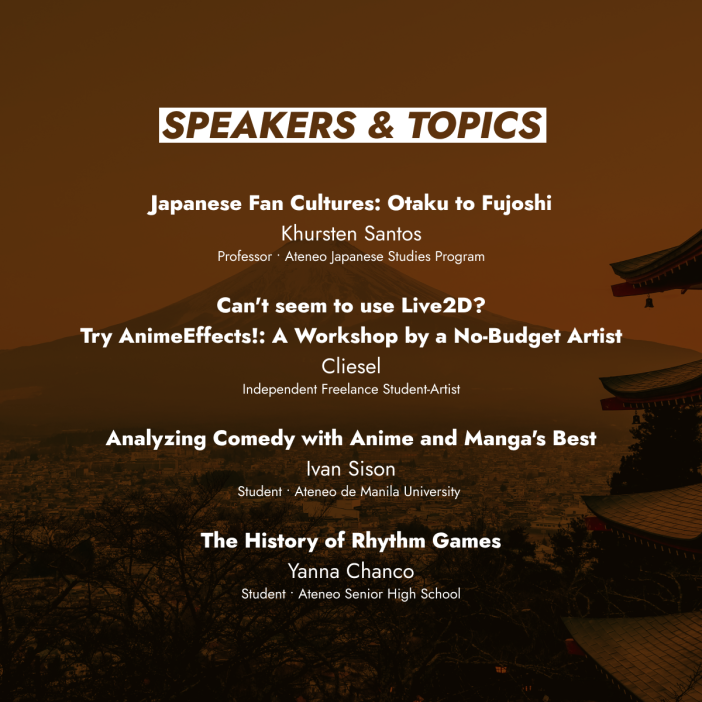 SPEAKERS & TOPICS
Japanese Fan Cultures: Otaku to Fujoshi
Khursten Santos
Professor · Ateneo Japanese Studies Program
Can't seem to use Live2D?
Try AnimeEffects!: A Workshop by a No-Budget Artist
Cliesel
Independent Freelance Student-Artist
Analyzing Comedy with Anime and Manga's Best
Ivan Sison
Student · Ateneo de Manila University
The History of Rhythm Games
Yanna Chanco
Student · Ateneo Senior High School